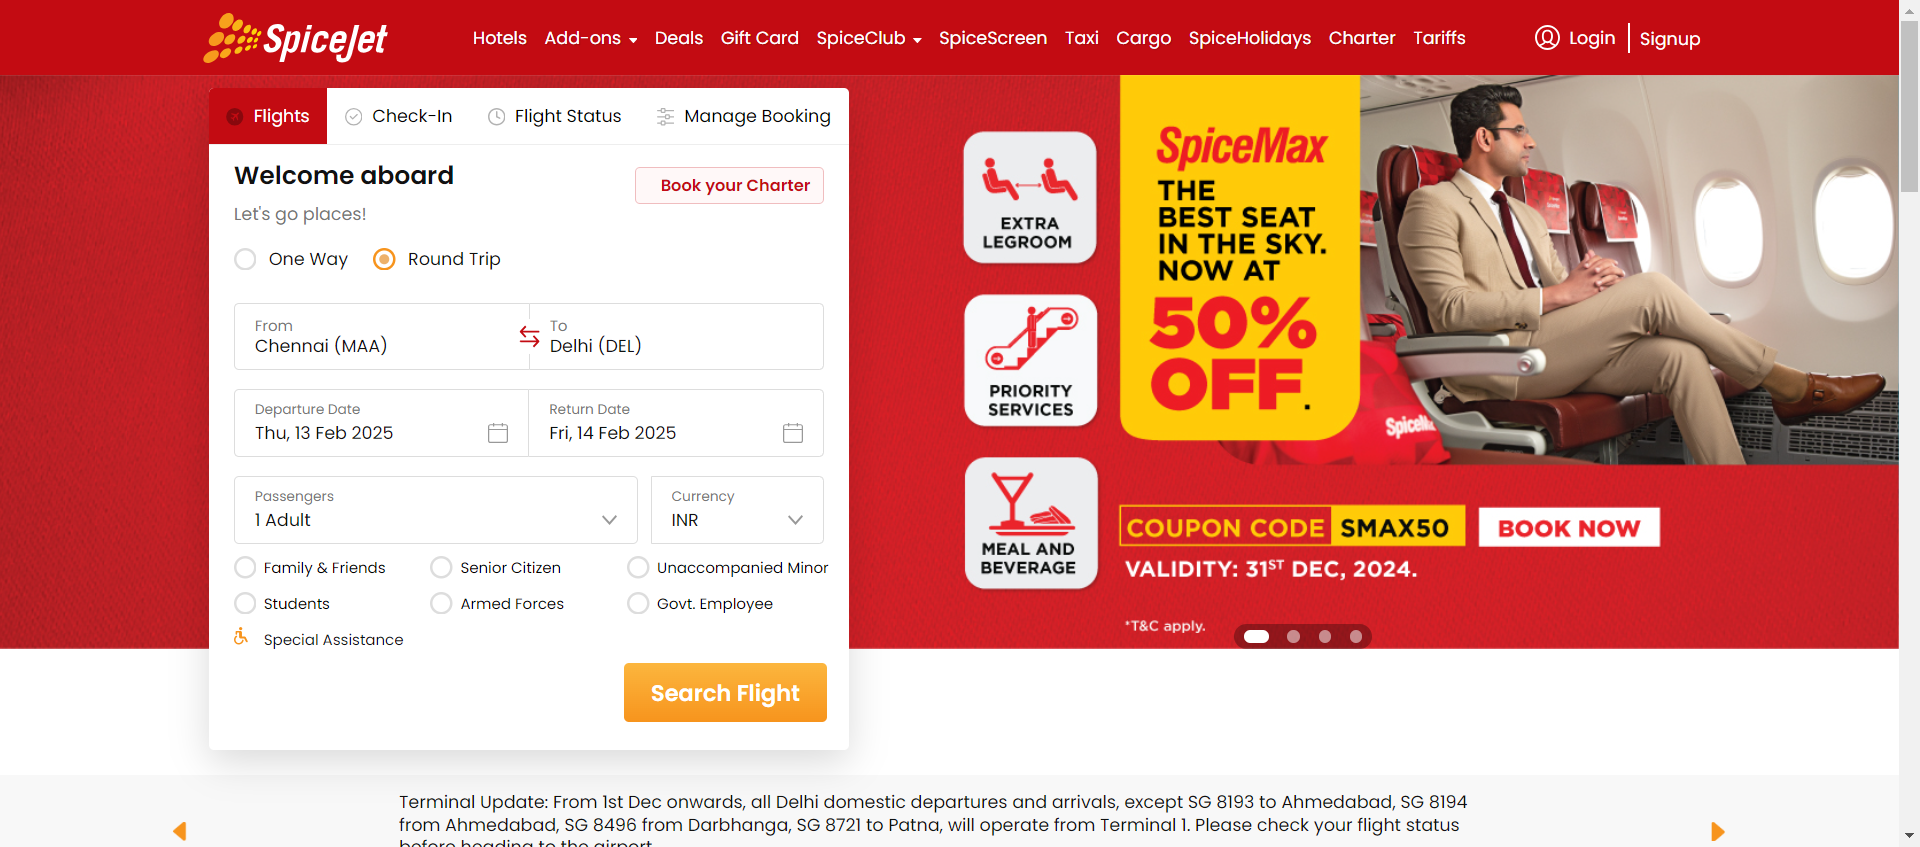 SpiceJet
Hotels Add-ons Deals Gift Card SpiceClub SpiceScreen Taxi Cargo SpiceHolidays Charter Tariffs Login Signup
Flights Check-In Flight Status Manage Booking
Welcome aboard
Book your Charter
Let's go places!
One Way Round Trip
From
Chennai (MAA)
To
Delhi (DEL)
Departure Date
Thu, 13 Feb 2025
Return Date
Fri, 14 Feb 2025
Passengers
1 Adult
Currency
INR
Family & Friends Senior Citizen Unaccompanied Minor
Students Armed Forces Govt. Employee
Special Assistance
Search Flight
EXTRA
LEGROOM
PRIORITY
SERVICES
MEAL AND
BEVERAGE
SpiceMax
THE
BEST SEAT
IN THE SKY.
NOW AT
50%
OFF.
COUPON CODE SMAX50 BOOK NOW
VALIDITY: 31ST DEC, 2024.
*T&C apply.
Terminal Update: From 1st Dec onwards, all Delhi domestic departures and arrivals, except SG 8193 to Ahmedabad, SG 8194
from Ahmedabad, SG 8496 from Darbhanga, SG 8721 to Patna, will operate from Terminal 1. Please check your flight status
before heading to the airport.